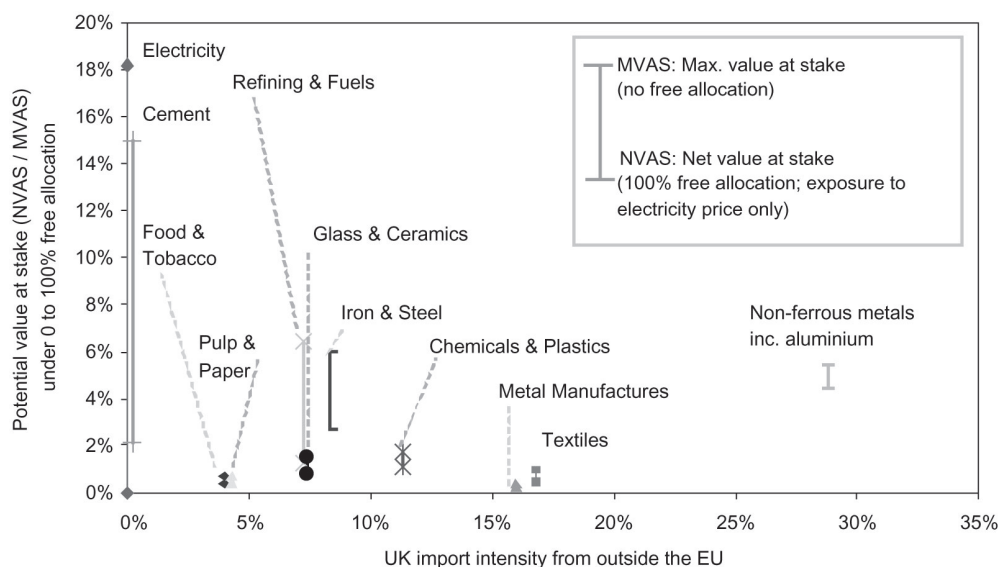 20%
18%
16%
14%
12%
10%
8%
6%
4%
2%
0%
Potential value at stake (NVAS / MVAS)
under 0 to 100% free allocation
Electricity
Refining & Fuels
Cement
Food &
Tobacco
Glass & Ceramics
Pulp &
Paper
Iron & Steel
Chemicals & Plastics
Metal Manufactures
Textiles
Non-ferrous metals
inc. aluminium
MVAS: Max. value at stake
(no free allocation)
NVAS: Net value at stake
(100% free allocation; exposure to
electricity price only)
0%
5%
10%
15%
20%
25%
30%
35%
UK import intensity from outside the EU